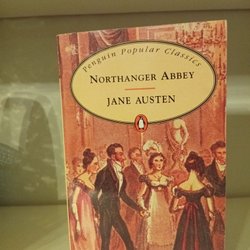 Penguin Popular Classics
NORTHANGER ABBEY
JANE AUSTEN